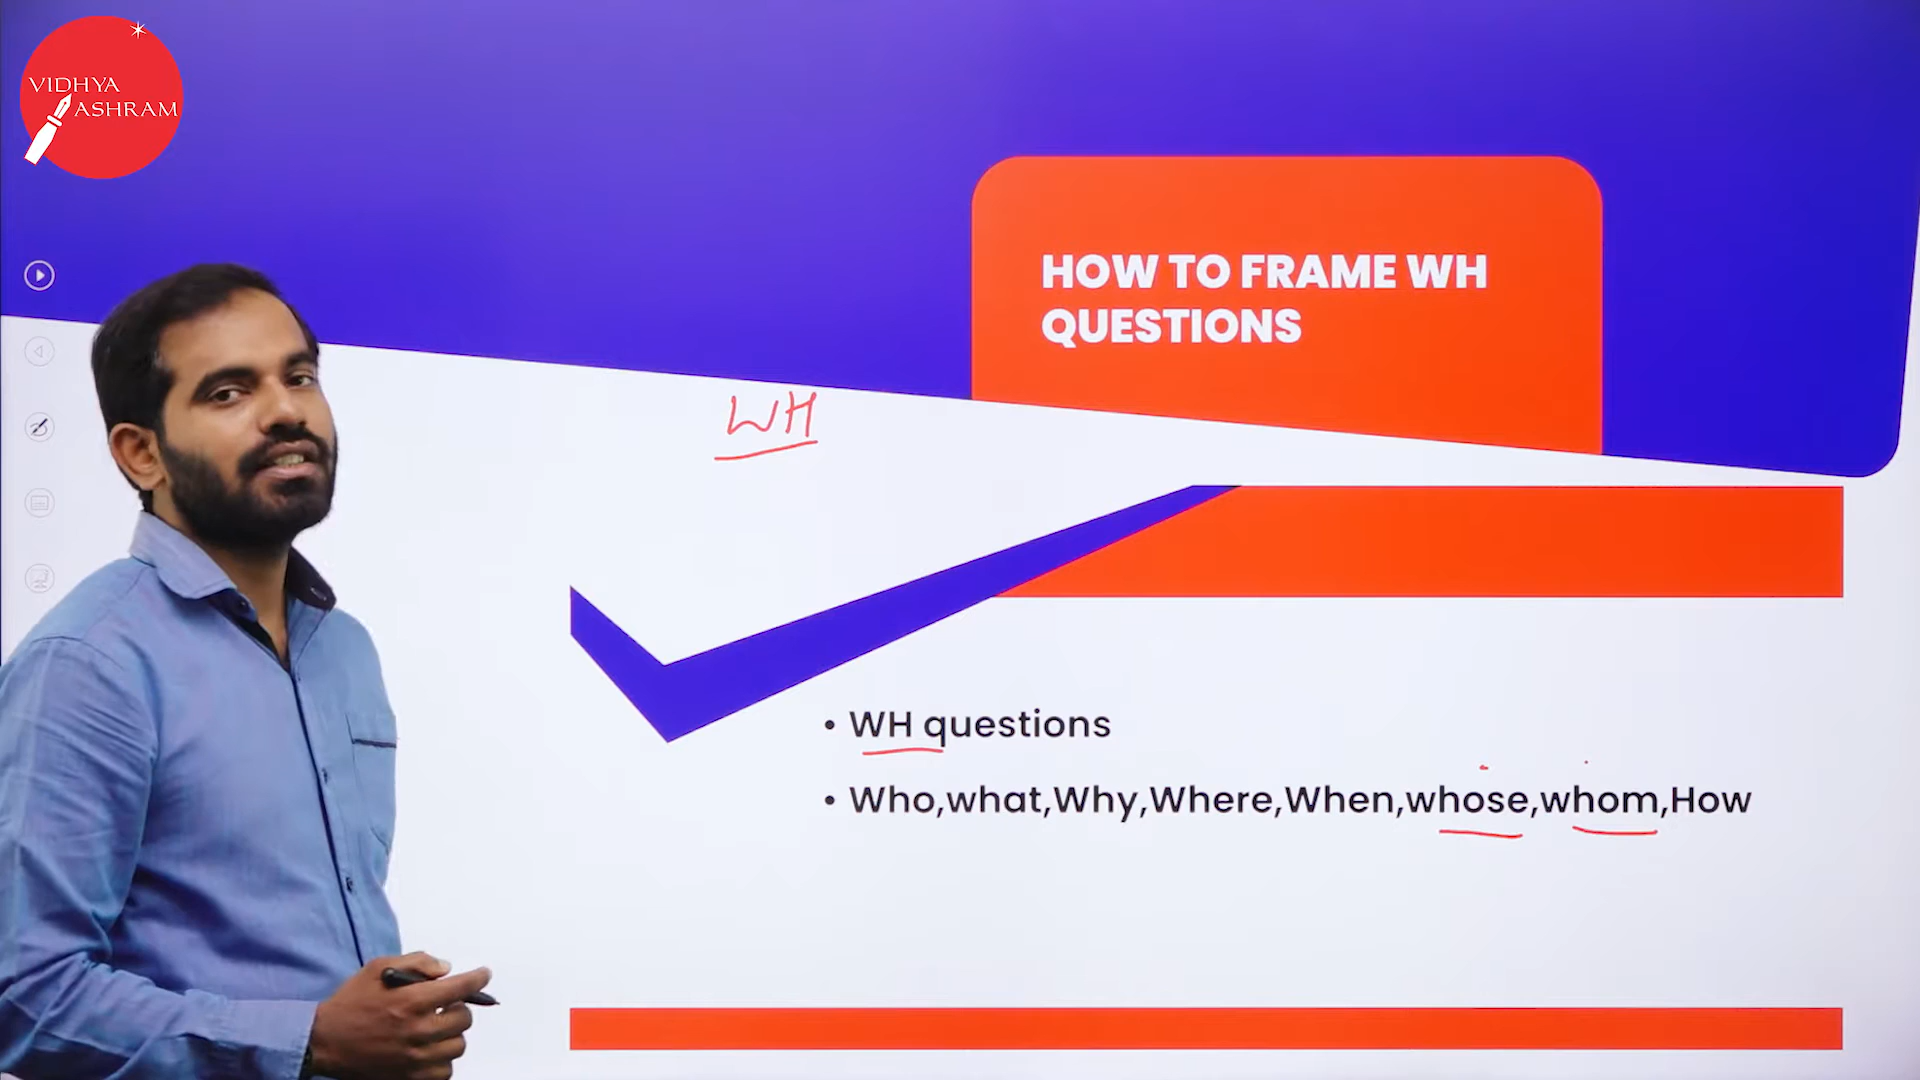 VIDHYA
ASHRAM
HOW TO FRAME WH
QUESTIONS
WH
• WH questions
• Who,what,Why,Where,When,whose,whom,How